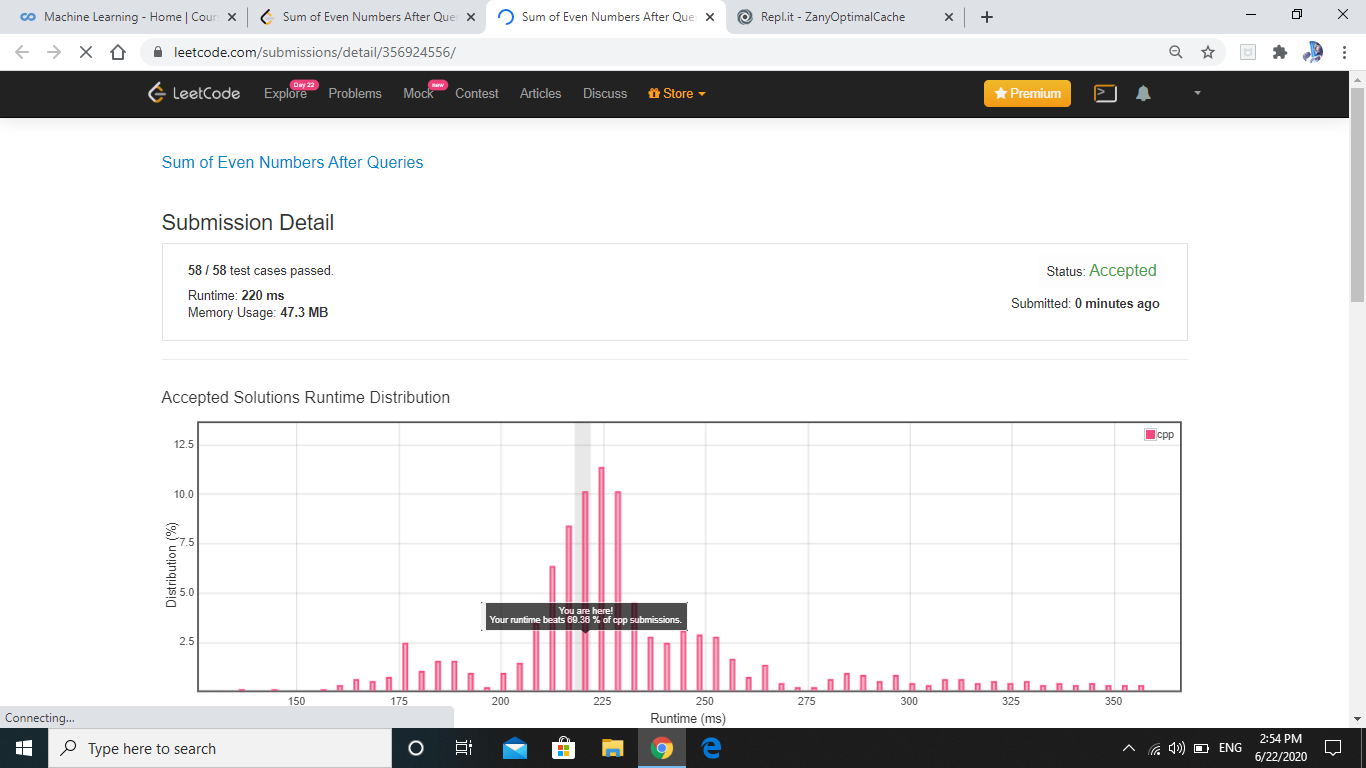 Machine Learning - Home | Cour
Sum of Even Numbers After Que
Sum of Even Numbers After Que
Repl.it - ZanyOptimalCache
leetcode.com/submissions/detail/356924556/
LeetCode
Explore
Day 22
Problems
Mock
new
Contest
Articles
Discuss
Store
Premium
Sum of Even Numbers After Queries
Submission Detail
58 / 58 test cases passed.
Status: Accepted
Runtime: 220 ms
Submitted: 0 minutes ago
Memory Usage: 47.3 MB
Accepted Solutions Runtime Distribution
cpp
12.5
10.0
7.5
5.0
2.5
Distribution (%)
You are here!
Your runtime beats 69.36 % of cpp submissions.
150 175 200 225 250 275 300 325 350
Runtime (ms)
Connecting...
Type here to search
ENG
2:54 PM
6/22/2020